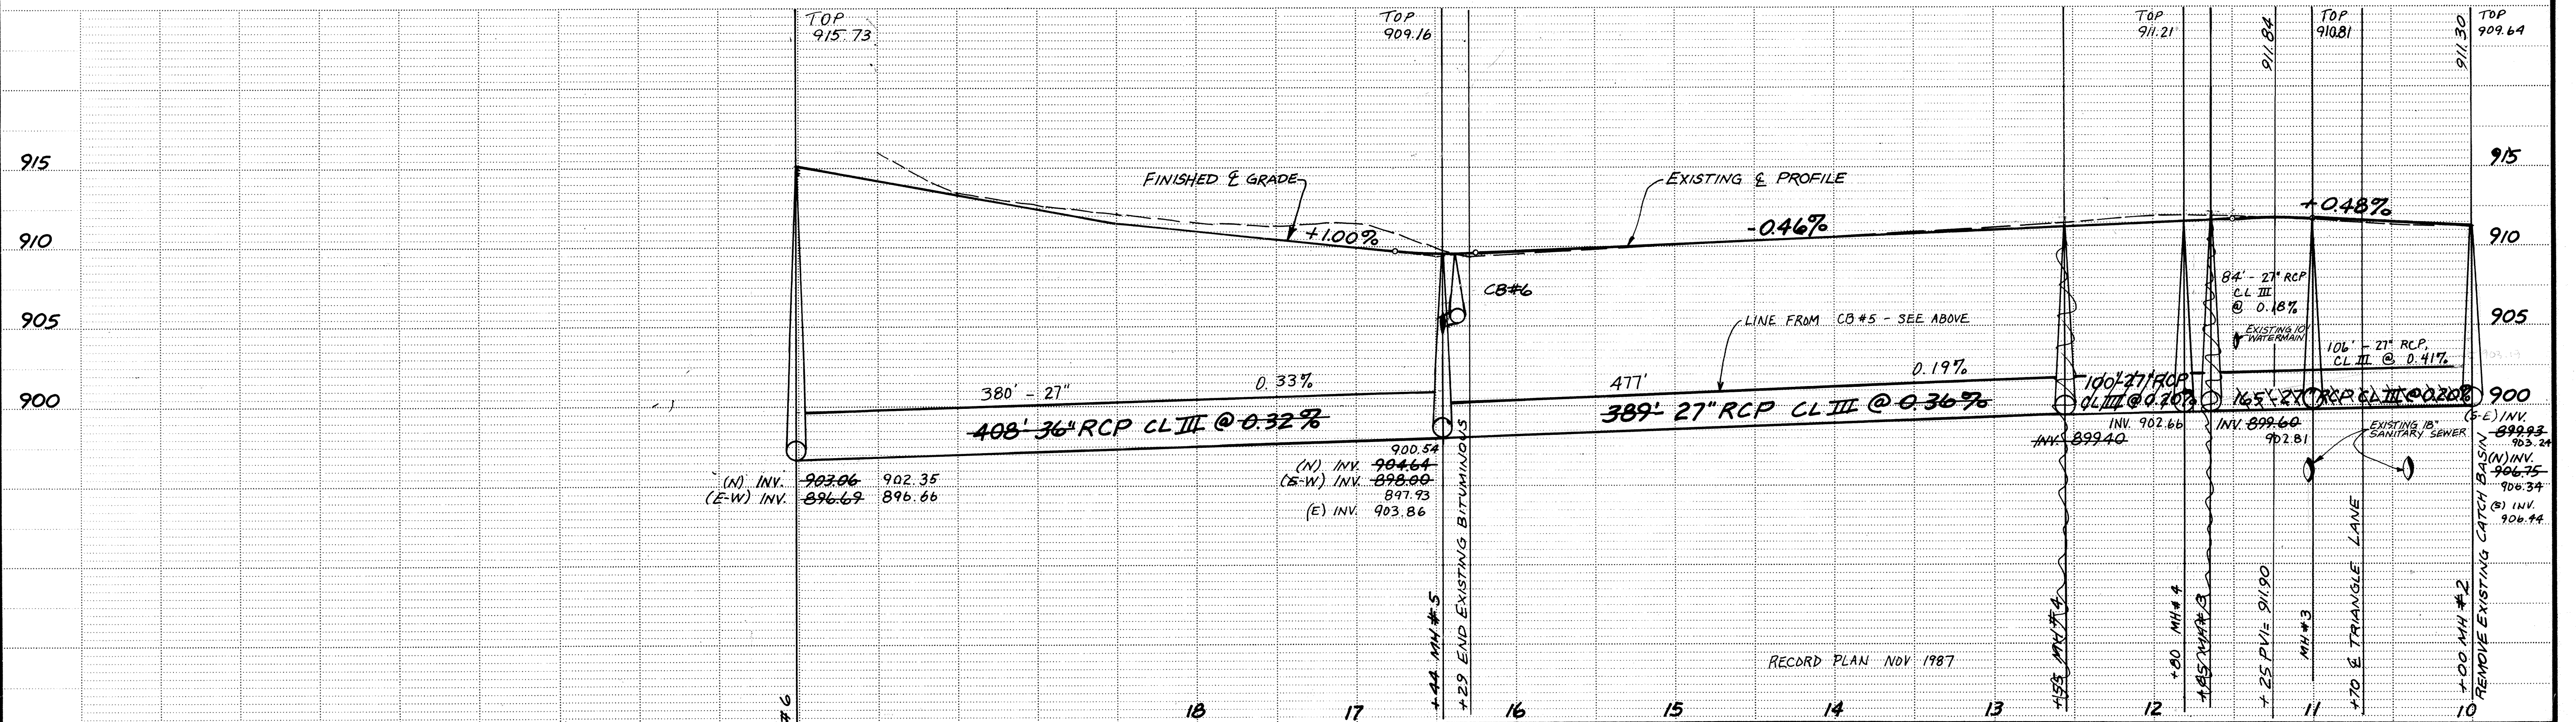 TOP
915.73
TOP
909.16
TOP
911.21
911.84
TOP
910.81
911.30
TOP
909.64
915
915
FINISHED ℄ GRADE
EXISTING ℄ PROFILE
+0.48%
910
+1.00%
-0.46%
910
84' - 27" RCP
CL III
@ 0.18%
CB#6
905
LINE FROM CB #5 - SEE ABOVE
EXISTING 10"
WATERMAIN
905
106' - 27" RCP,
CL III @ 0.41%
380' - 27"
0.33%
477'
0.19%
100'-27" RCP
CL III @ 0.20%
900
408'-36" RCP CL III @ 0.32%
389'- 27" RCP CL III @ 0.36%
165'-27" RCP CL III @ 0.20%
900
(N) INV. 903.06 902.35
(E-W) INV. 896.69 896.66
900.54
(N) INV. 904.64
(E-W) INV. 898.00
897.93
(E) INV. 903.86
INV. 902.66
INV. 899.40
INV. 899.60
902.81
EXISTING 18"
SANITARY SEWER
(S-E) INV.
899.93
903.24
(N) INV.
906.75
906.34
(S) INV.
906.44
#6
+44 MH #5
+29 END EXISTING BITUMINOUS
+55 MH #4
+80 MH #4
+65 MH #3
+25 PVI= 911.90
MH #3
+70 ℄ TRIANGLE LANE
+00 MH #2
REMOVE EXISTING CATCH BASIN
RECORD PLAN NOV 1987
18
17
16
15
14
13
12
11
10